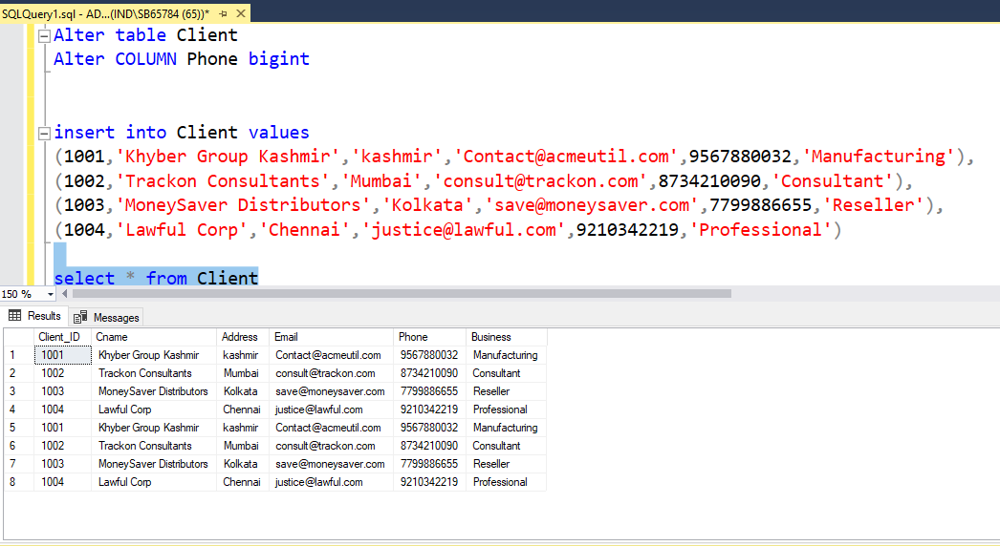 SQLQuery1.sql - AD...(IND\SB65784 (65))*
Alter table Client
Alter COLUMN Phone bigint
insert into Client values
(1001,'Khyber Group Kashmir','kashmir','Contact@acmeutil.com',9567880032,'Manufacturing'),
(1002,'Trackon Consultants','Mumbai','consult@trackon.com',8734210090,'Consultant'),
(1003,'MoneySaver Distributors','Kolkata','save@moneysaver.com',7799886655,'Reseller'),
(1004,'Lawful Corp','Chennai','justice@lawful.com',9210342219,'Professional')
select * from Client
150 %
Results Messages
Client_ID Cname Address Email Phone Business
1 1001 Khyber Group Kashmir kashmir Contact@acmeutil.com 9567880032 Manufacturing
2 1002 Trackon Consultants Mumbai consult@trackon.com 8734210090 Consultant
3 1003 MoneySaver Distributors Kolkata save@moneysaver.com 7799886655 Reseller
4 1004 Lawful Corp Chennai justice@lawful.com 9210342219 Professional
5 1001 Khyber Group Kashmir kashmir Contact@acmeutil.com 9567880032 Manufacturing
6 1002 Trackon Consultants Mumbai consult@trackon.com 8734210090 Consultant
7 1003 MoneySaver Distributors Kolkata save@moneysaver.com 7799886655 Reseller
8 1004 Lawful Corp Chennai justice@lawful.com 9210342219 Professional